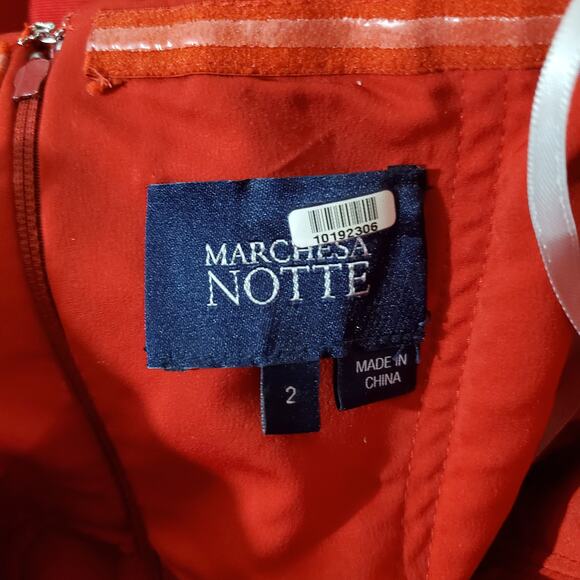 10192306
MARCHESA
NOTTE
2
MADE IN
CHINA